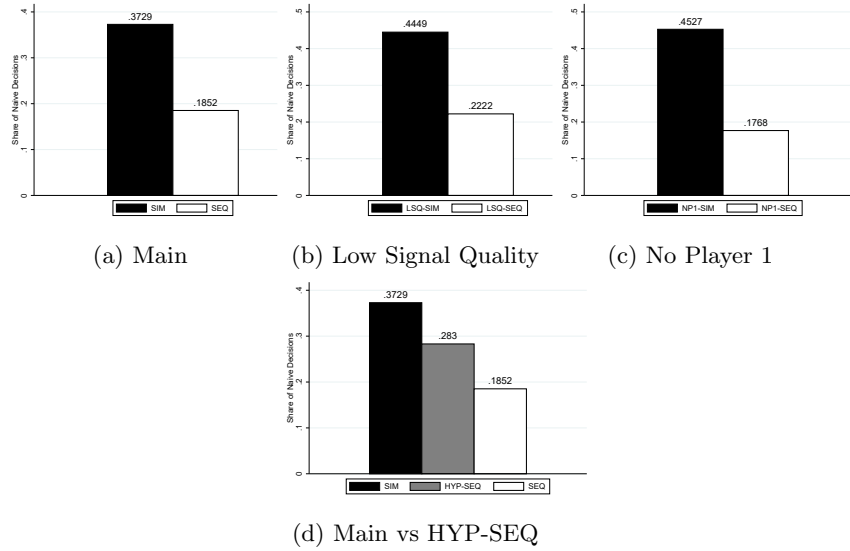 .3729
.1852
Share of Naive Decisions
0 .1 .2 .3 .4
SIM SEQ
(a) Main
.4449
.2222
Share of Naive Decisions
0 .1 .2 .3 .4 .5
LSQ-SIM LSQ-SEQ
(b) Low Signal Quality
.4527
.1768
Share of Naive Decisions
0 .1 .2 .3 .4 .5
NP1-SIM NP1-SEQ
(c) No Player 1
.3729
.283
.1852
Share of Naive Decisions
0 .1 .2 .3 .4
SIM HYP-SEQ SEQ
(d) Main vs HYP-SEQ